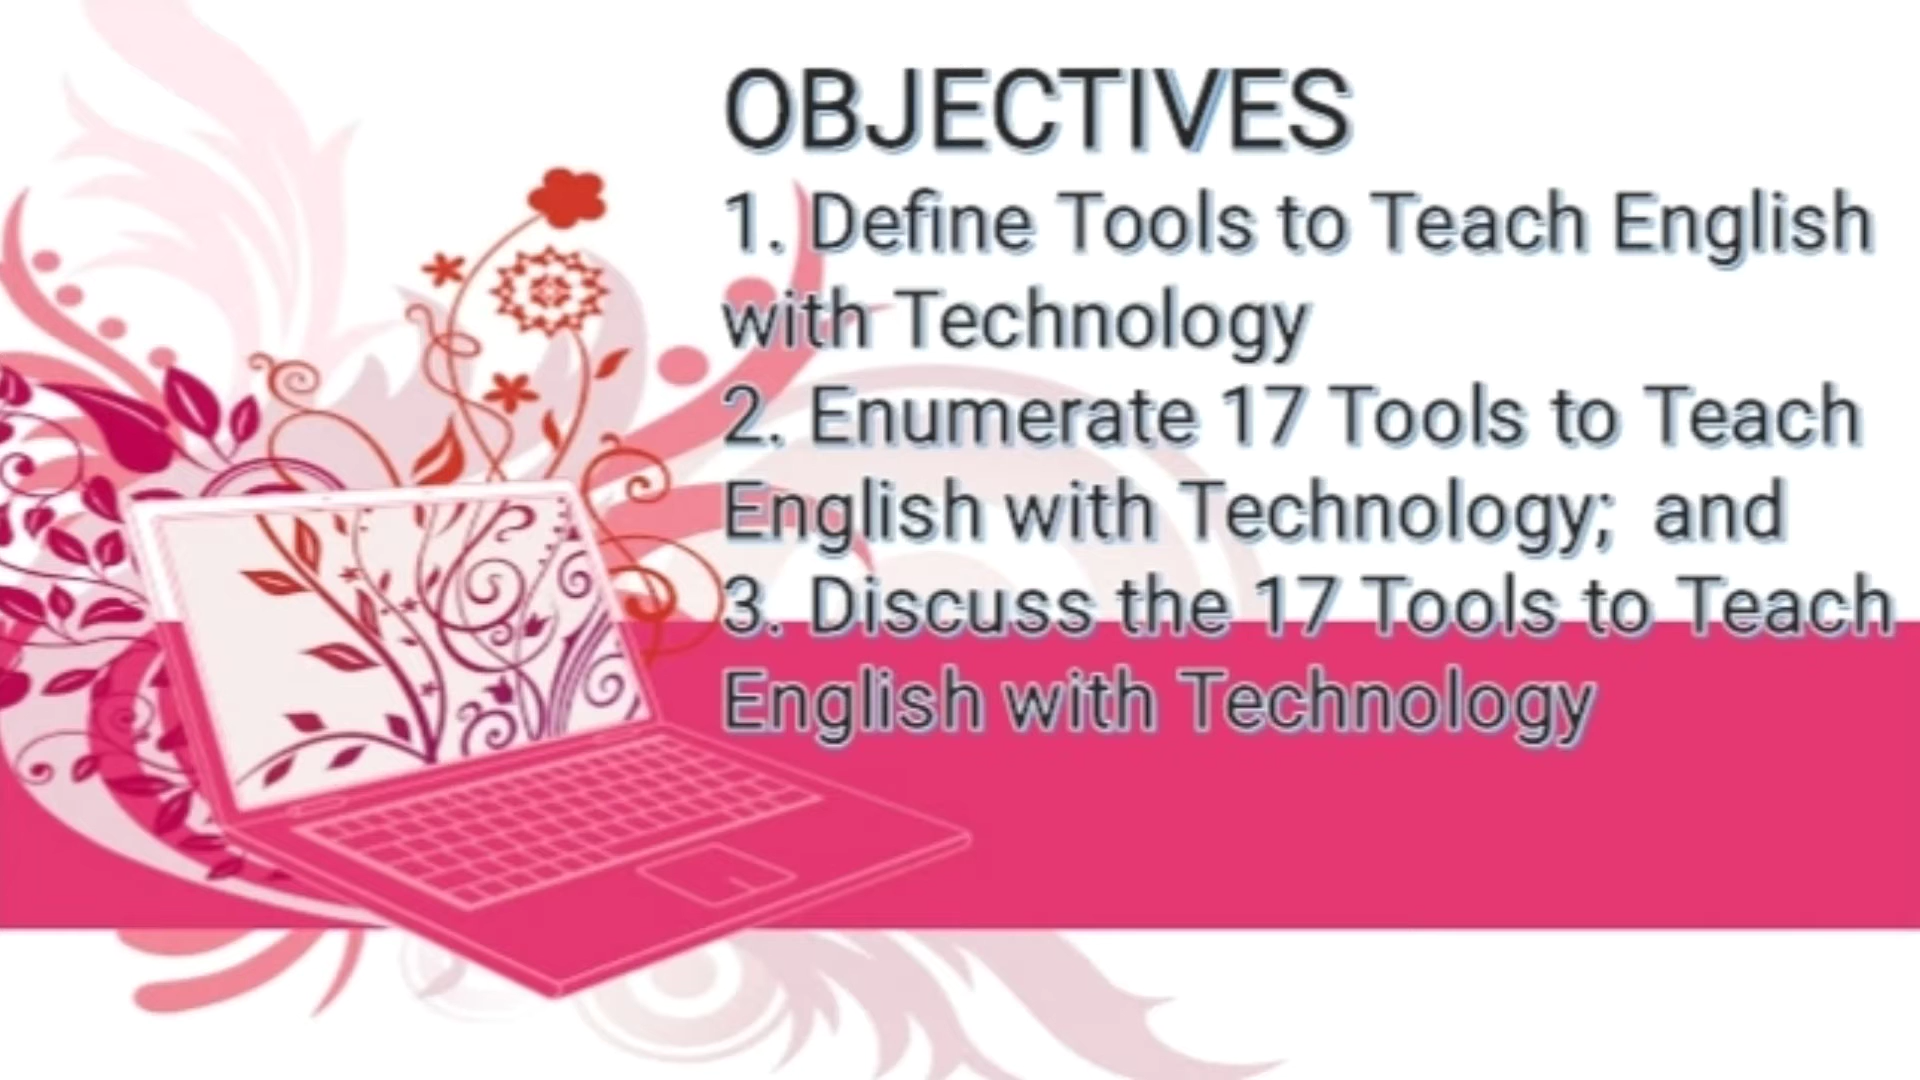 OBJECTIVES
1. Define Tools to Teach English
with Technology
2. Enumerate 17 Tools to Teach
English with Technology;  and
3. Discuss the 17 Tools to Teach
English with Technology